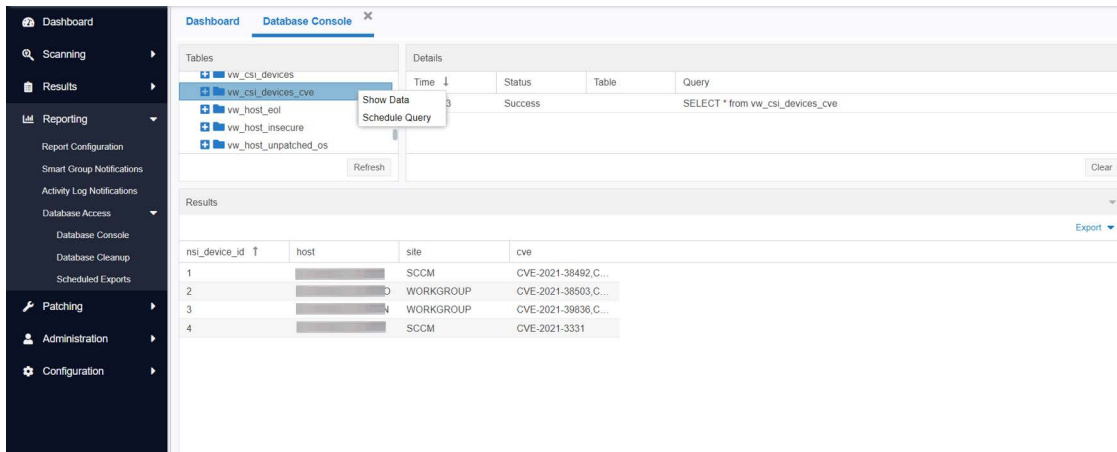 Dashboard
Scanning
Results
Reporting
Report Configuration
Smart Group Notifications
Activity Log Notifications
Database Access
Database Console
Database Cleanup
Scheduled Exports
Patching
Administration
Configuration
Dashboard Database Console
Tables
vw_csi_devices
vw_csi_devices_cve
vw_host_eol
vw_host_insecure
vw_host_unpatched_os
Refresh
Show Data
Schedule Query
Details
Time Status Table Query
3 Success SELECT * from vw_csi_devices_cve
Clear
Results
Export
nsi_device_id host site cve
1 SCCM CVE-2021-38492,C...
2 WORKGROUP CVE-2021-38503,C...
3 WORKGROUP CVE-2021-39836,C...
4 SCCM CVE-2021-3331